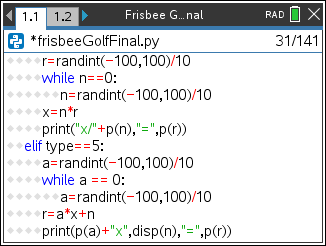 1.1 1.2 Frisbee G...nal RAD
*frisbeeGolfFinal.py 31/141
r=randint(-100,100)/10
while n==0:
n=randint(-100,100)/10
x=n*r
print("x/"+p(n),"=",p(r))
elif type==5:
a=randint(-100,100)/10
while a == 0:
a=randint(-100,100)/10
r=a*x+n
print(p(a)+"x",disp(n),"=",p(r))